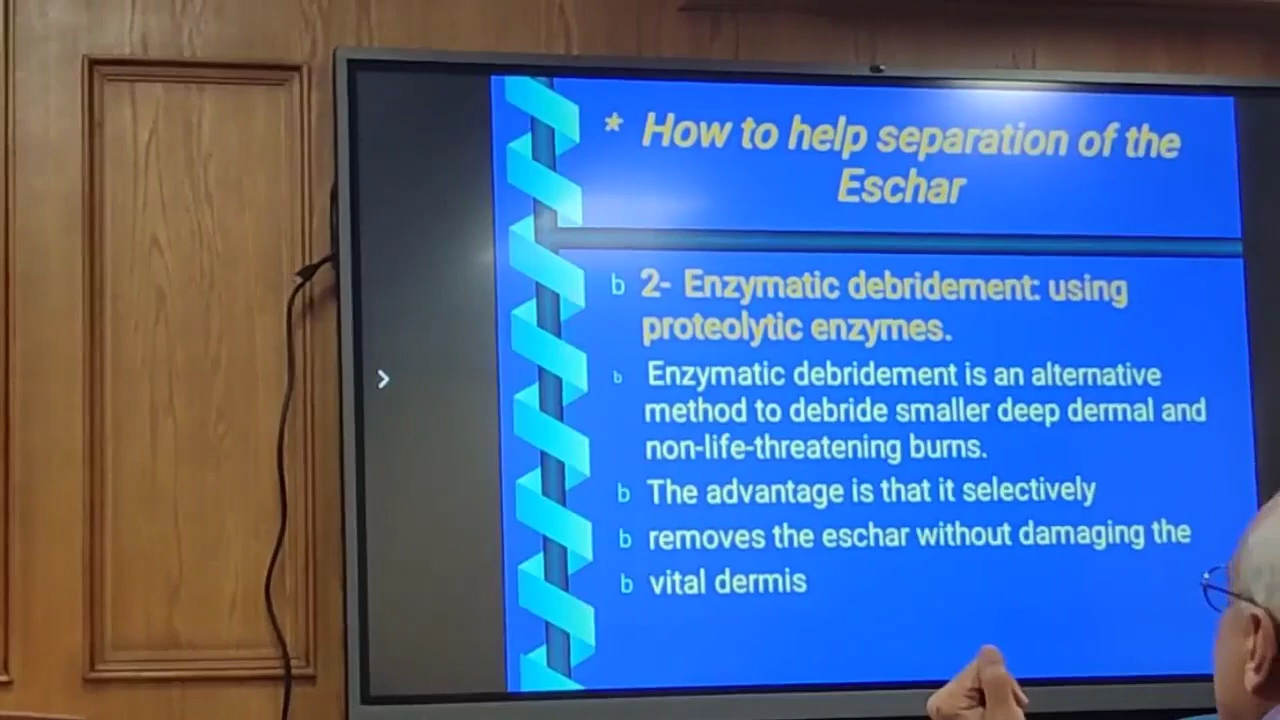 * How to help separation of the
Eschar
b 2- Enzymatic debridement: using
proteolytic enzymes.
b Enzymatic debridement is an alternative
method to debride smaller deep dermal and
non-life-threatening burns.
b The advantage is that it selectively
b removes the eschar without damaging the
b vital dermis